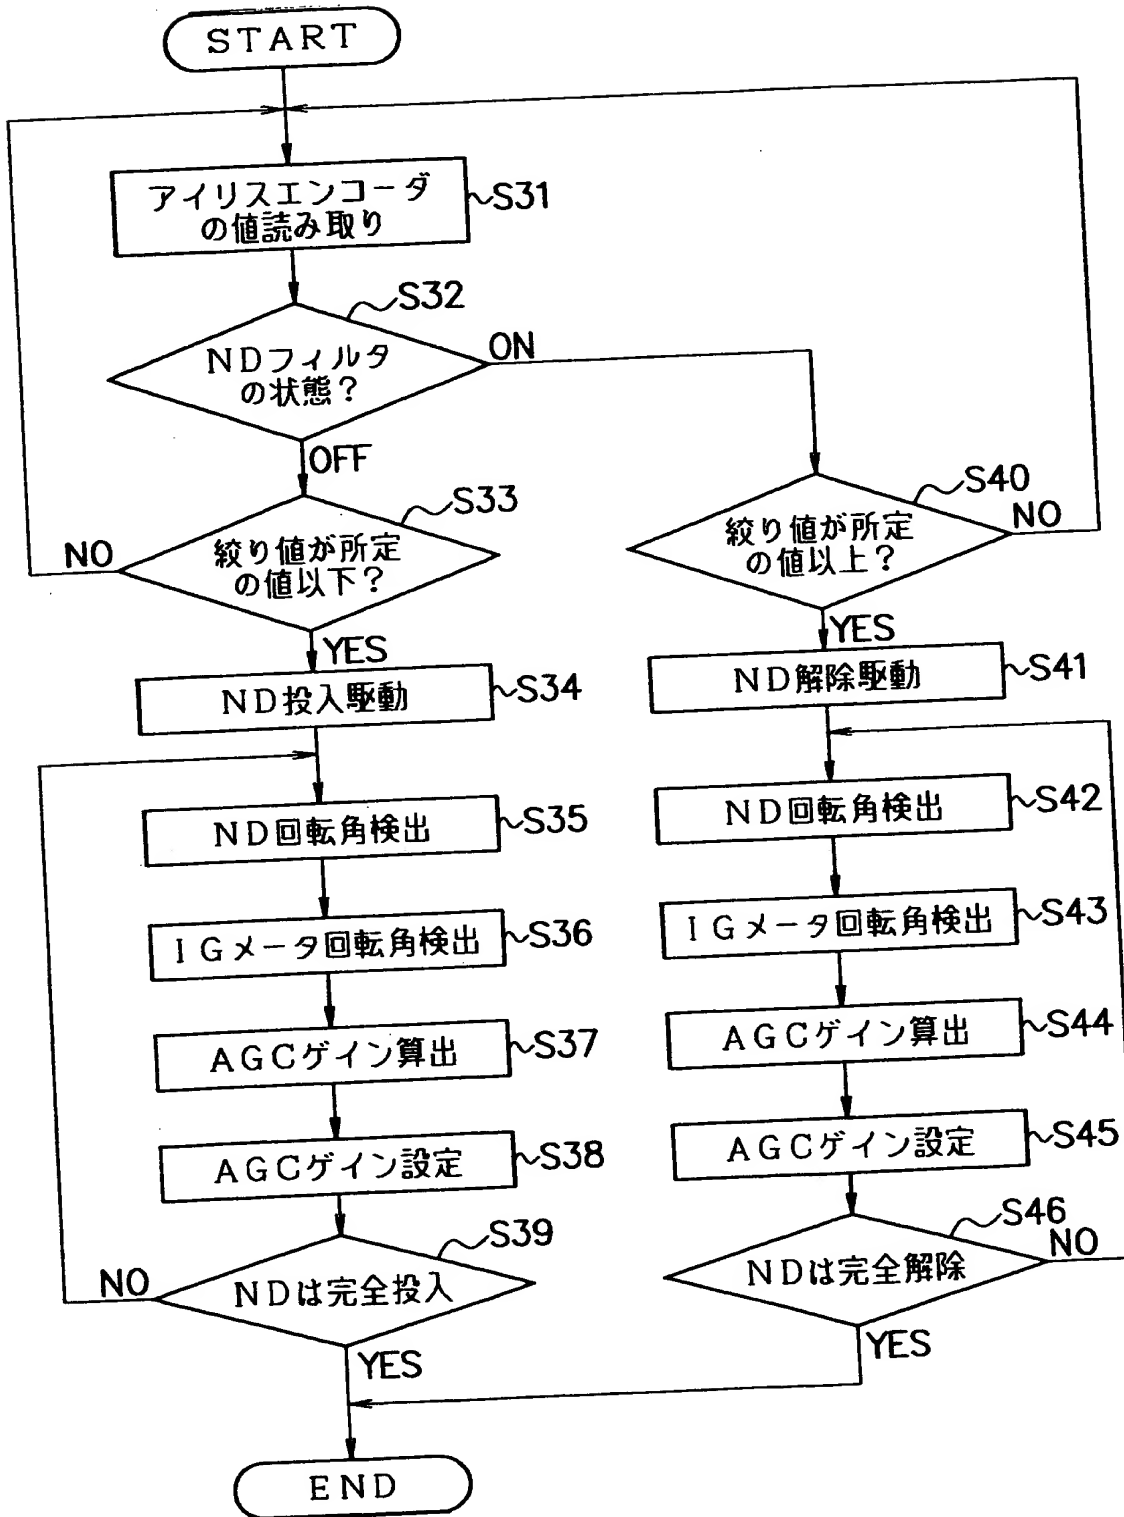 START
アイリスエンコーダ
の値読み取り
S31
S32
NDフィルタ
の状態?
ON
OFF
S33
絞り値が所定
の値以下?
NO
YES
S40
絞り値が所定
の値以上?
NO
YES
ND投入駆動
S34
ND解除駆動
S41
ND回転角検出
S35
ND回転角検出
S42
IGメータ回転角検出
S36
IGメータ回転角検出
S43
AGCゲイン算出
S37
AGCゲイン算出
S44
AGCゲイン設定
S38
AGCゲイン設定
S45
S39
NDは完全投入
NO
YES
S46
NDは完全解除
NO
YES
END